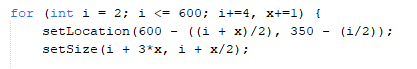 for (int i = 2; i <= 600; i+=4, x+=1) {
setLocation(600 - ((i + x)/2), 350 - (i/2));
setSize(i + 3*x, i + x/2);